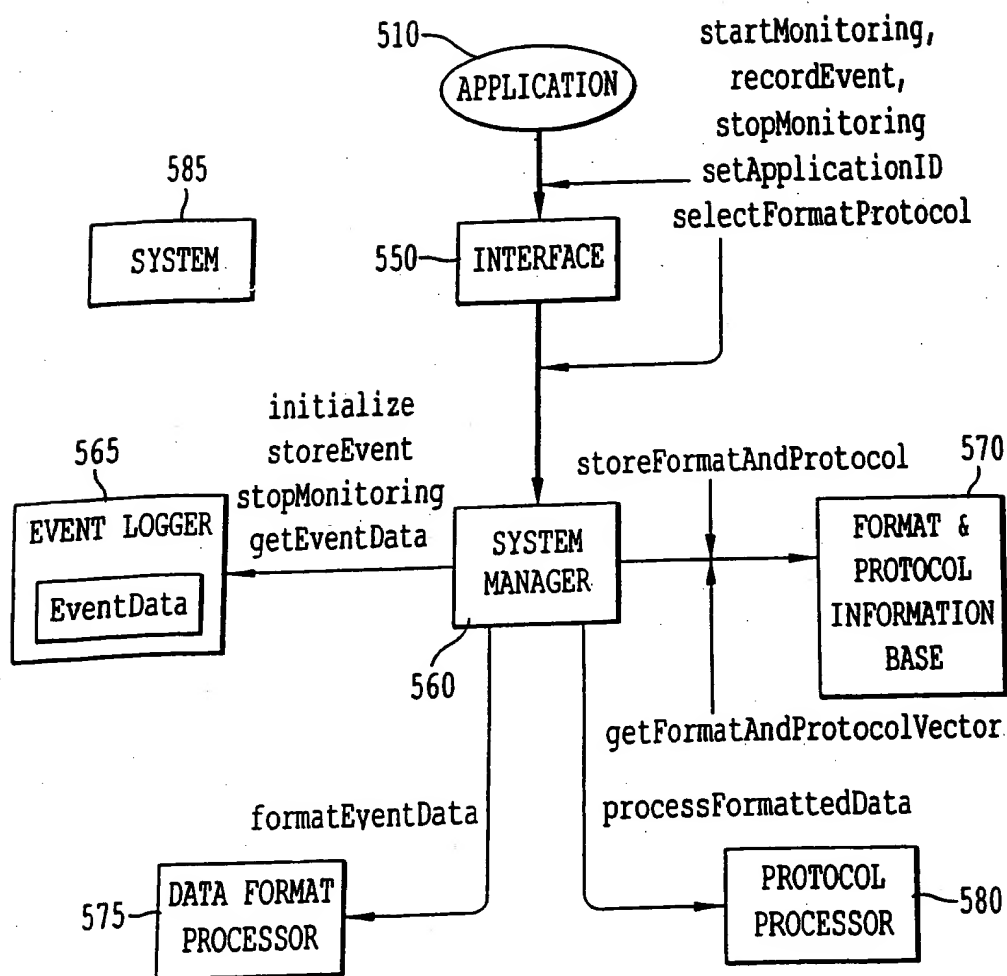 510
APPLICATION
startMonitoring,
recordEvent,
stopMonitoring
setApplicationID
selectFormatProtocol
585
SYSTEM
550
INTERFACE
initialize
storeEvent
stopMonitoring
getEventData
565
EVENT LOGGER
EventData
storeFormatAndProtocol
570
SYSTEM
MANAGER
560
FORMAT &
PROTOCOL
INFORMATION
BASE
getFormatAndProtocolVector
formatEventData
processFormattedData
575
DATA FORMAT
PROCESSOR
PROTOCOL
PROCESSOR
580